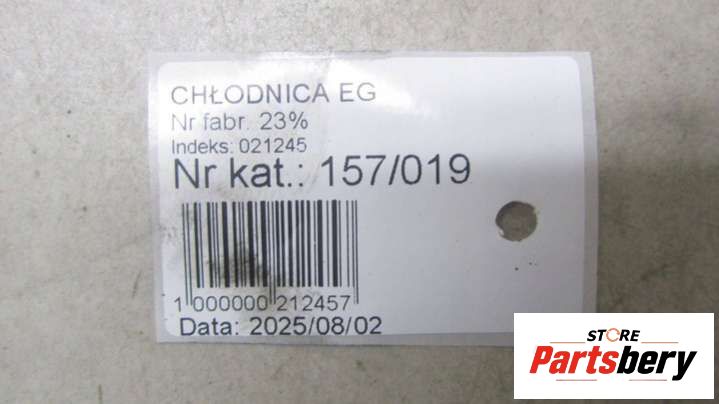 CHŁODNICA EG
Nr fabr. 23%
Indeks: 021245
Nr kat.: 157/019
1 000000 212457
Data: 2025/08/02
STORE
Partsbery